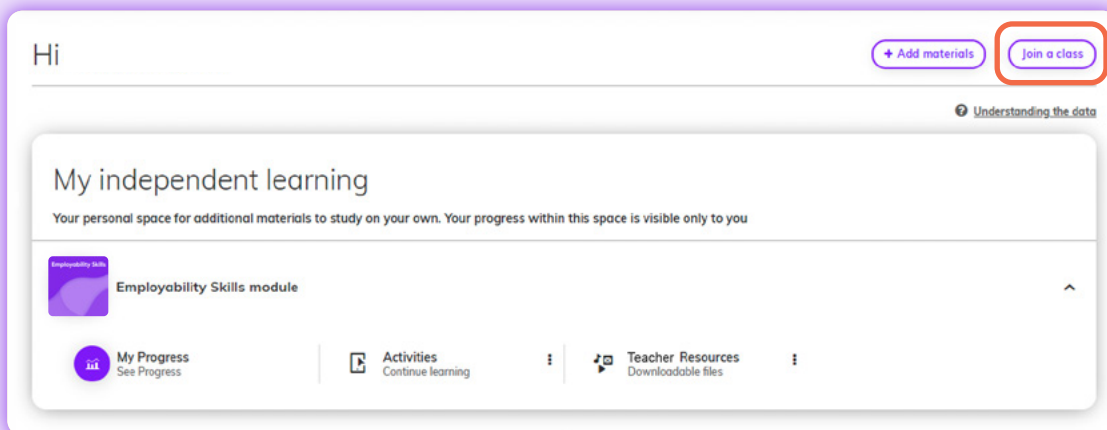 Hi
+ Add materials
Join a class
Understanding the data
My independent learning
Your personal space for additional materials to study on your own. Your progress within this space is visible only to you
Employability Skills
Employability Skills module
My Progress
See Progress
Activities
Continue learning
Teacher Resources
Downloadable files